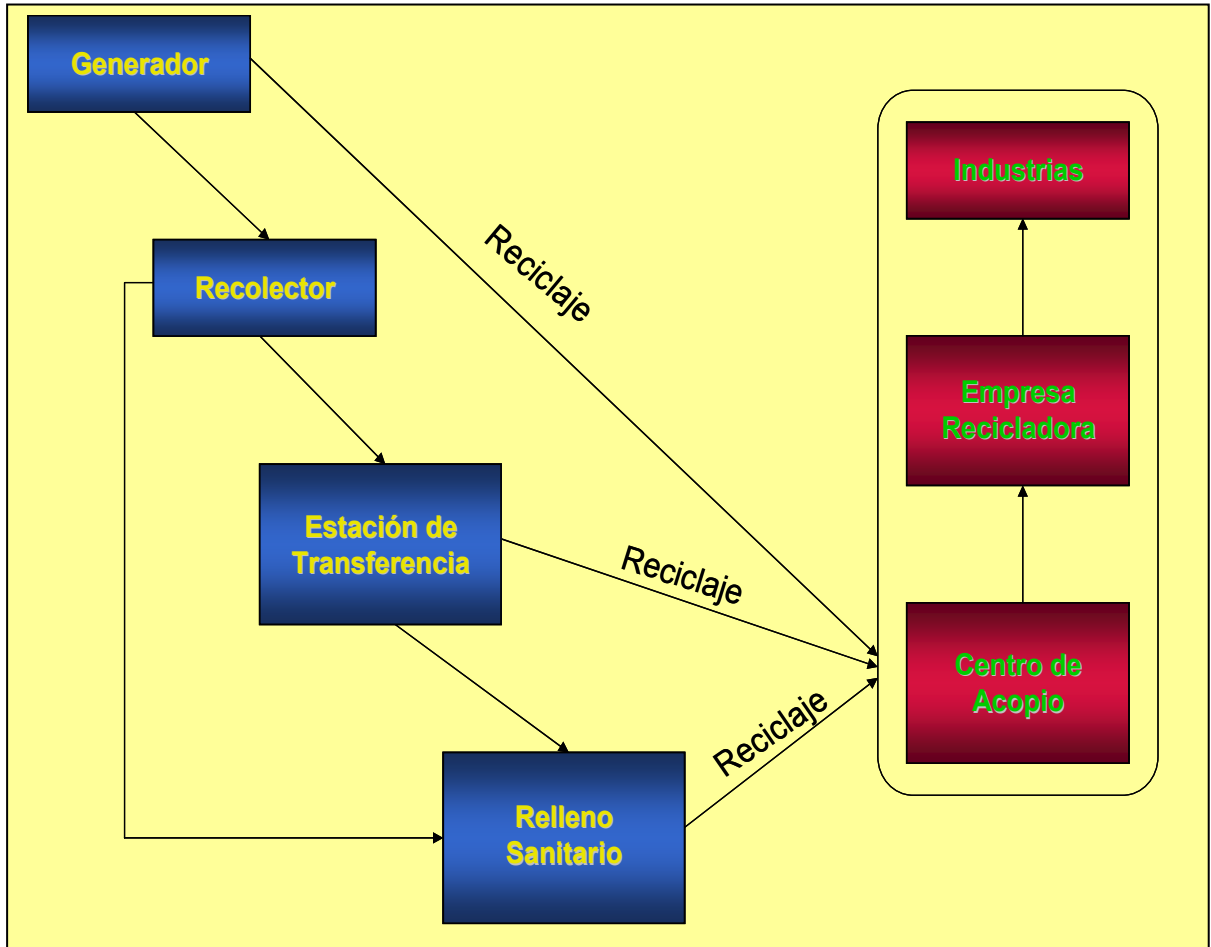 Generador
Industrias
Reciclaje
Recolector
Empresa
Recicladora
Estación de
Transferencia
Reciclaje
Centro de
Acopio
Reciclaje
Relleno
Sanitario